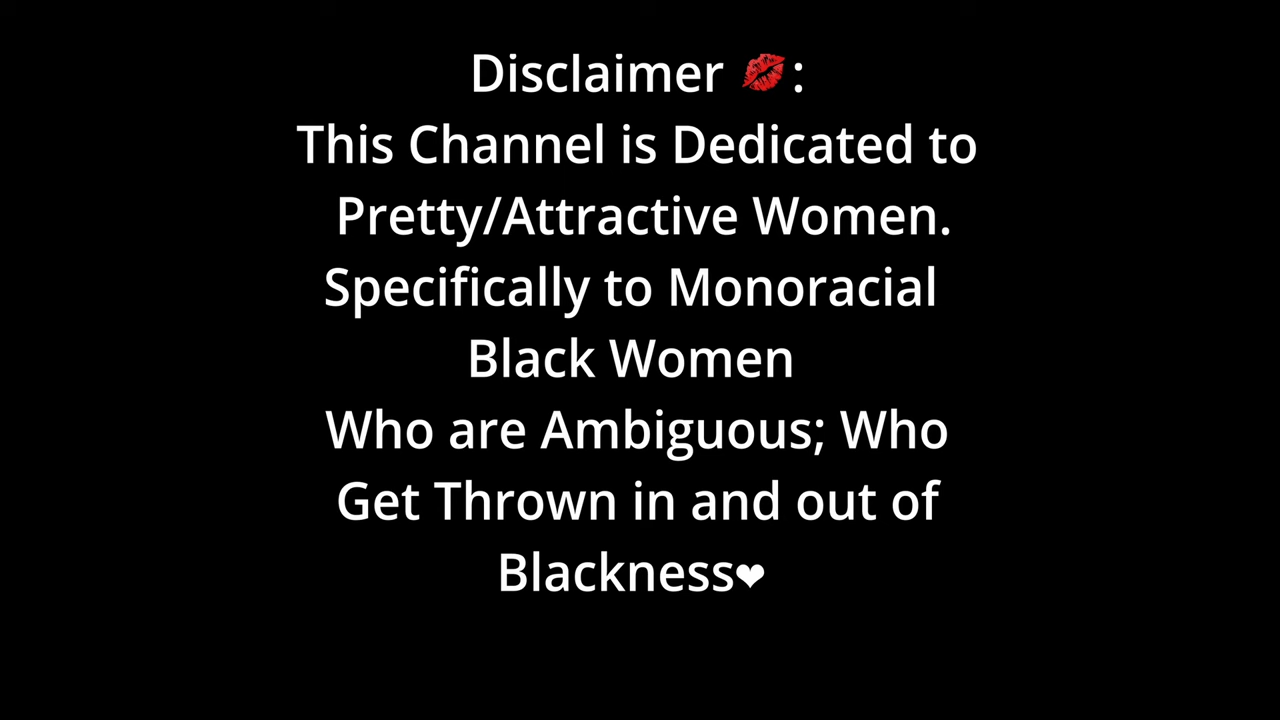 Disclaimer 💋:
This Channel is Dedicated to
Pretty/Attractive Women.
Specifically to Monoracial
Black Women
Who are Ambiguous; Who
Get Thrown in and out of
Blackness❤